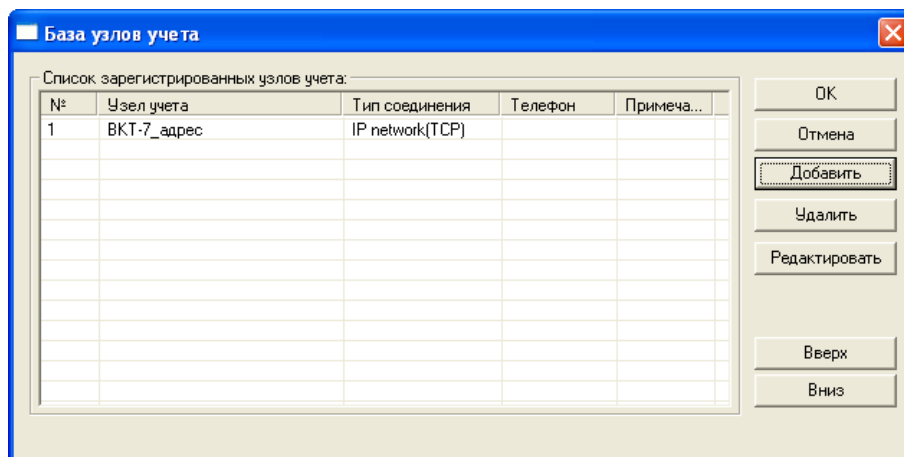 База узлов учета
Список зарегистрированных узлов учета:
№ Узел учета Тип соединения Телефон Примеча...
1 ВКТ-7_адрес IP network(TCP)
OK
Отмена
Добавить
Удалить
Редактировать
Вверх
Вниз